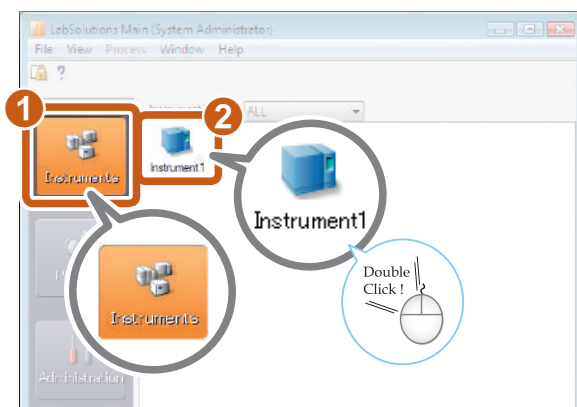 LabSolutions Main (System Administrator)
File View Process Window Help
?
ALL
1
2
Instruments
Instrument1
Instrument1
Instruments
Double
Click !
Administration